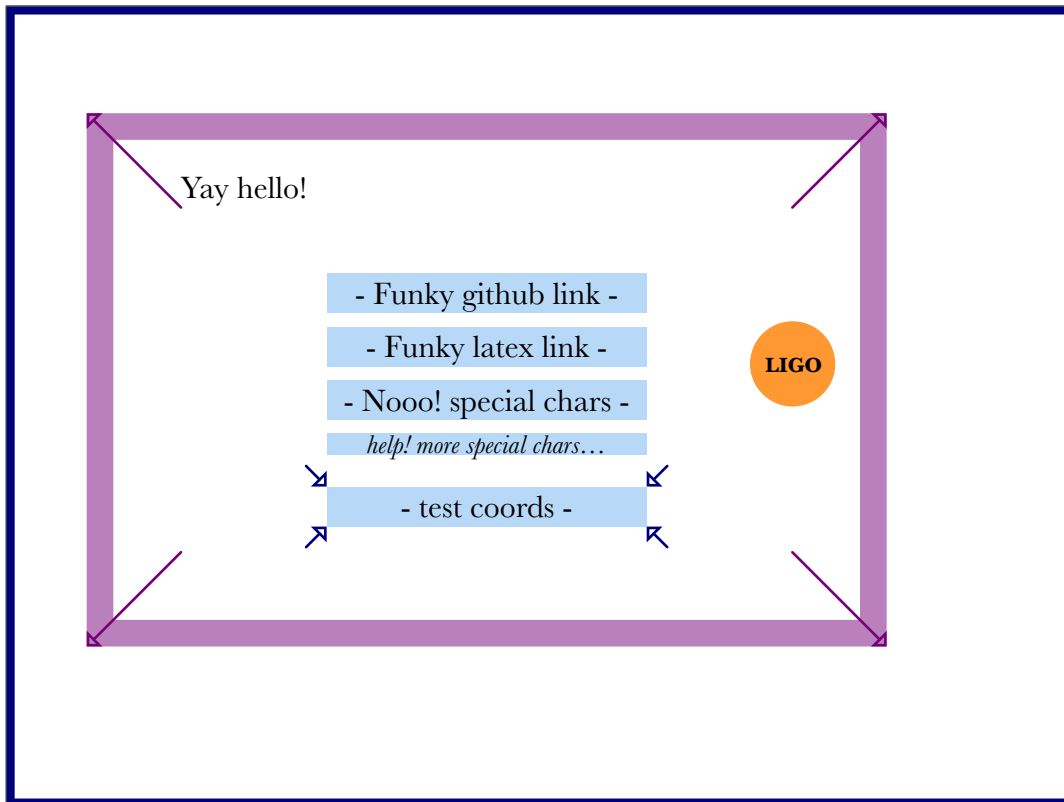 Yay hello!
- Funky github link -
- Funky latex link -
LIGO
- Nooo! special chars -
help! more special chars…
- test coords -